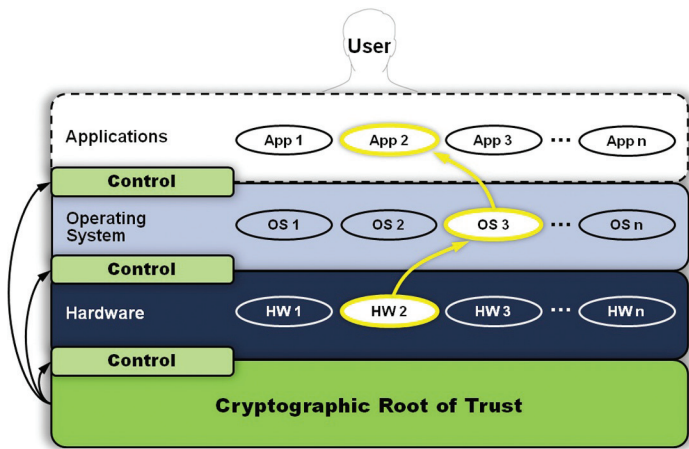 User
Applications
App 1 App 2 App 3 ... App n
Control
Operating
System
OS 1 OS 2 OS 3 ... OS n
Control
Hardware
HW 1 HW 2 HW 3 ... HW n
Control
Cryptographic Root of Trust